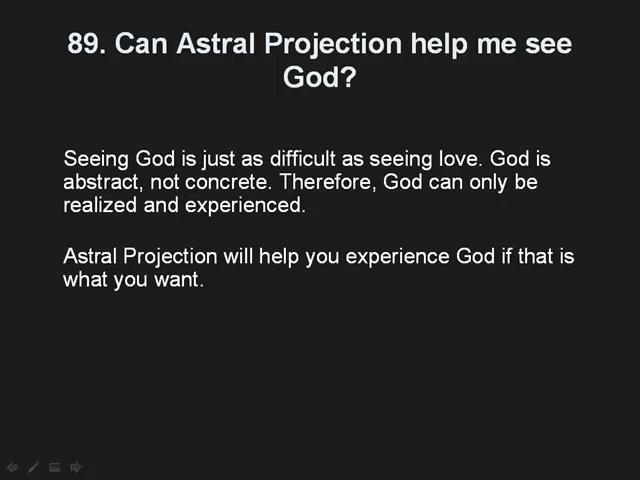 89. Can Astral Projection help me see
God?
Seeing God is just as difficult as seeing love. God is
abstract, not concrete. Therefore, God can only be
realized and experienced.
Astral Projection will help you experience God if that is
what you want.